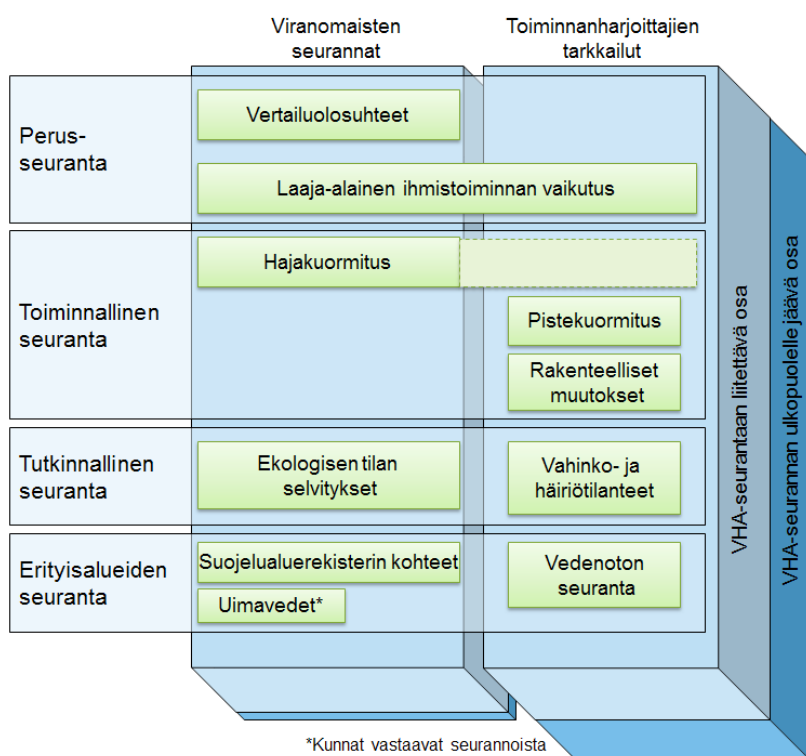 Viranomaisten
seurannat
Toiminnanharjoittajien
tarkkailut
Perus-
seuranta
Vertailuolosuhteet
Laaja-alainen ihmistoiminnan vaikutus
Toiminnallinen
seuranta
Hajakuormitus
Pistekuormitus
Rakenteelliset
muutokset
Tutkinnallinen
seuranta
Ekologisen tilan
selvitykset
Vahinko- ja
häiriötilanteet
Erityisalueiden
seuranta
Suojelualuerekisterin kohteet
Uimavedet*
Vedenoton
seuranta
VHA-seurantaan liitettävä osa
VHA-seurannan ulkopuolelle jäävä osa
*Kunnat vastaavat seurannoista